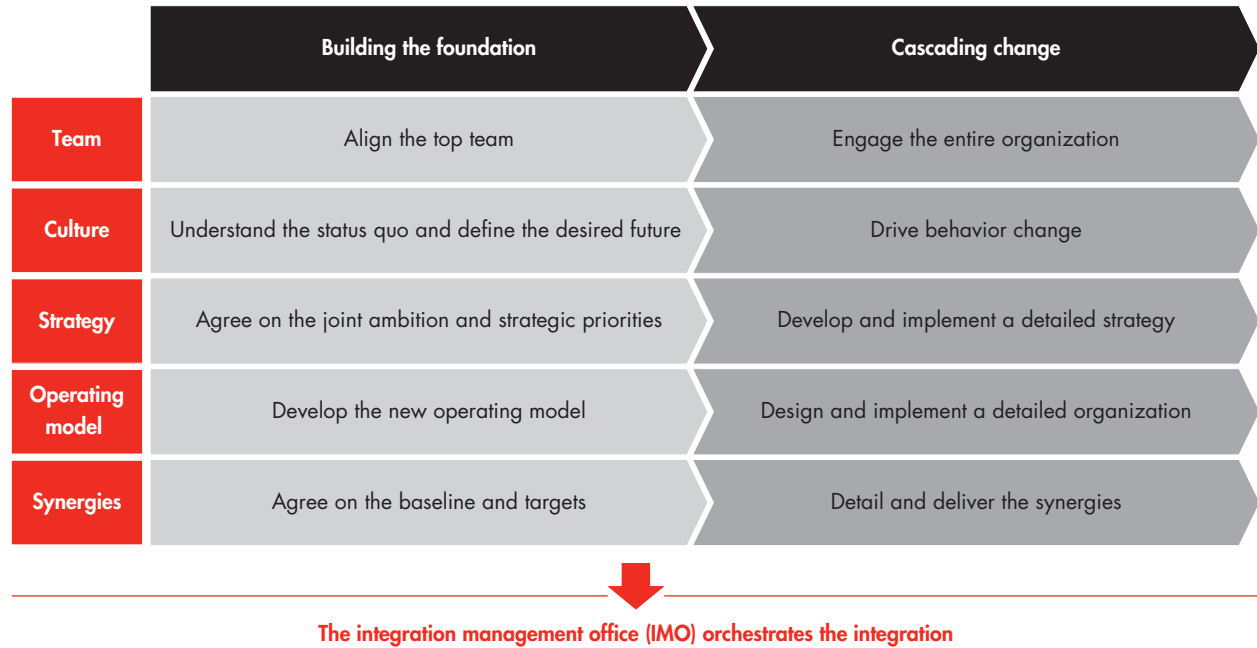 Building the foundation
Cascading change
Team
Align the top team
Engage the entire organization
Culture
Understand the status quo and define the desired future
Drive behavior change
Strategy
Agree on the joint ambition and strategic priorities
Develop and implement a detailed strategy
Operating
model
Develop the new operating model
Design and implement a detailed organization
Synergies
Agree on the baseline and targets
Detail and deliver the synergies
The integration management office (IMO) orchestrates the integration